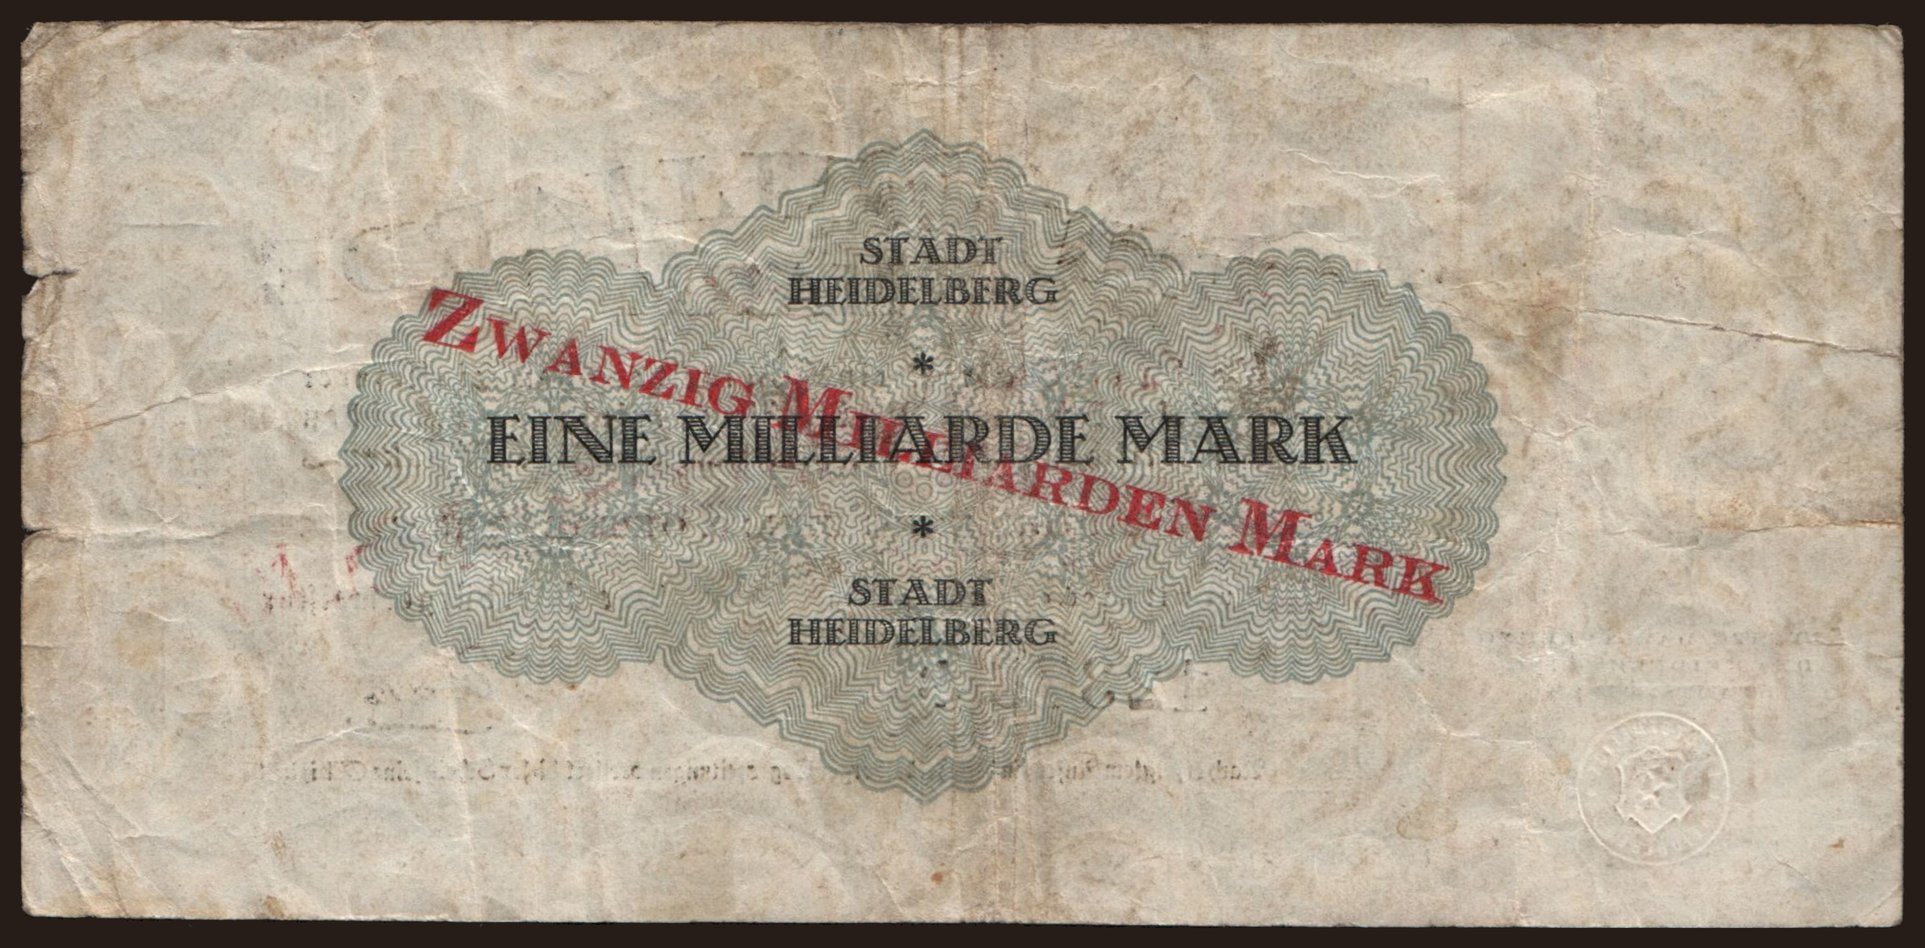 STADT
HEIDELBERG
*
ZWANZIG MILLIARDEN MARK
EINE MILLIARDE MARK
*
STADT
HEIDELBERG